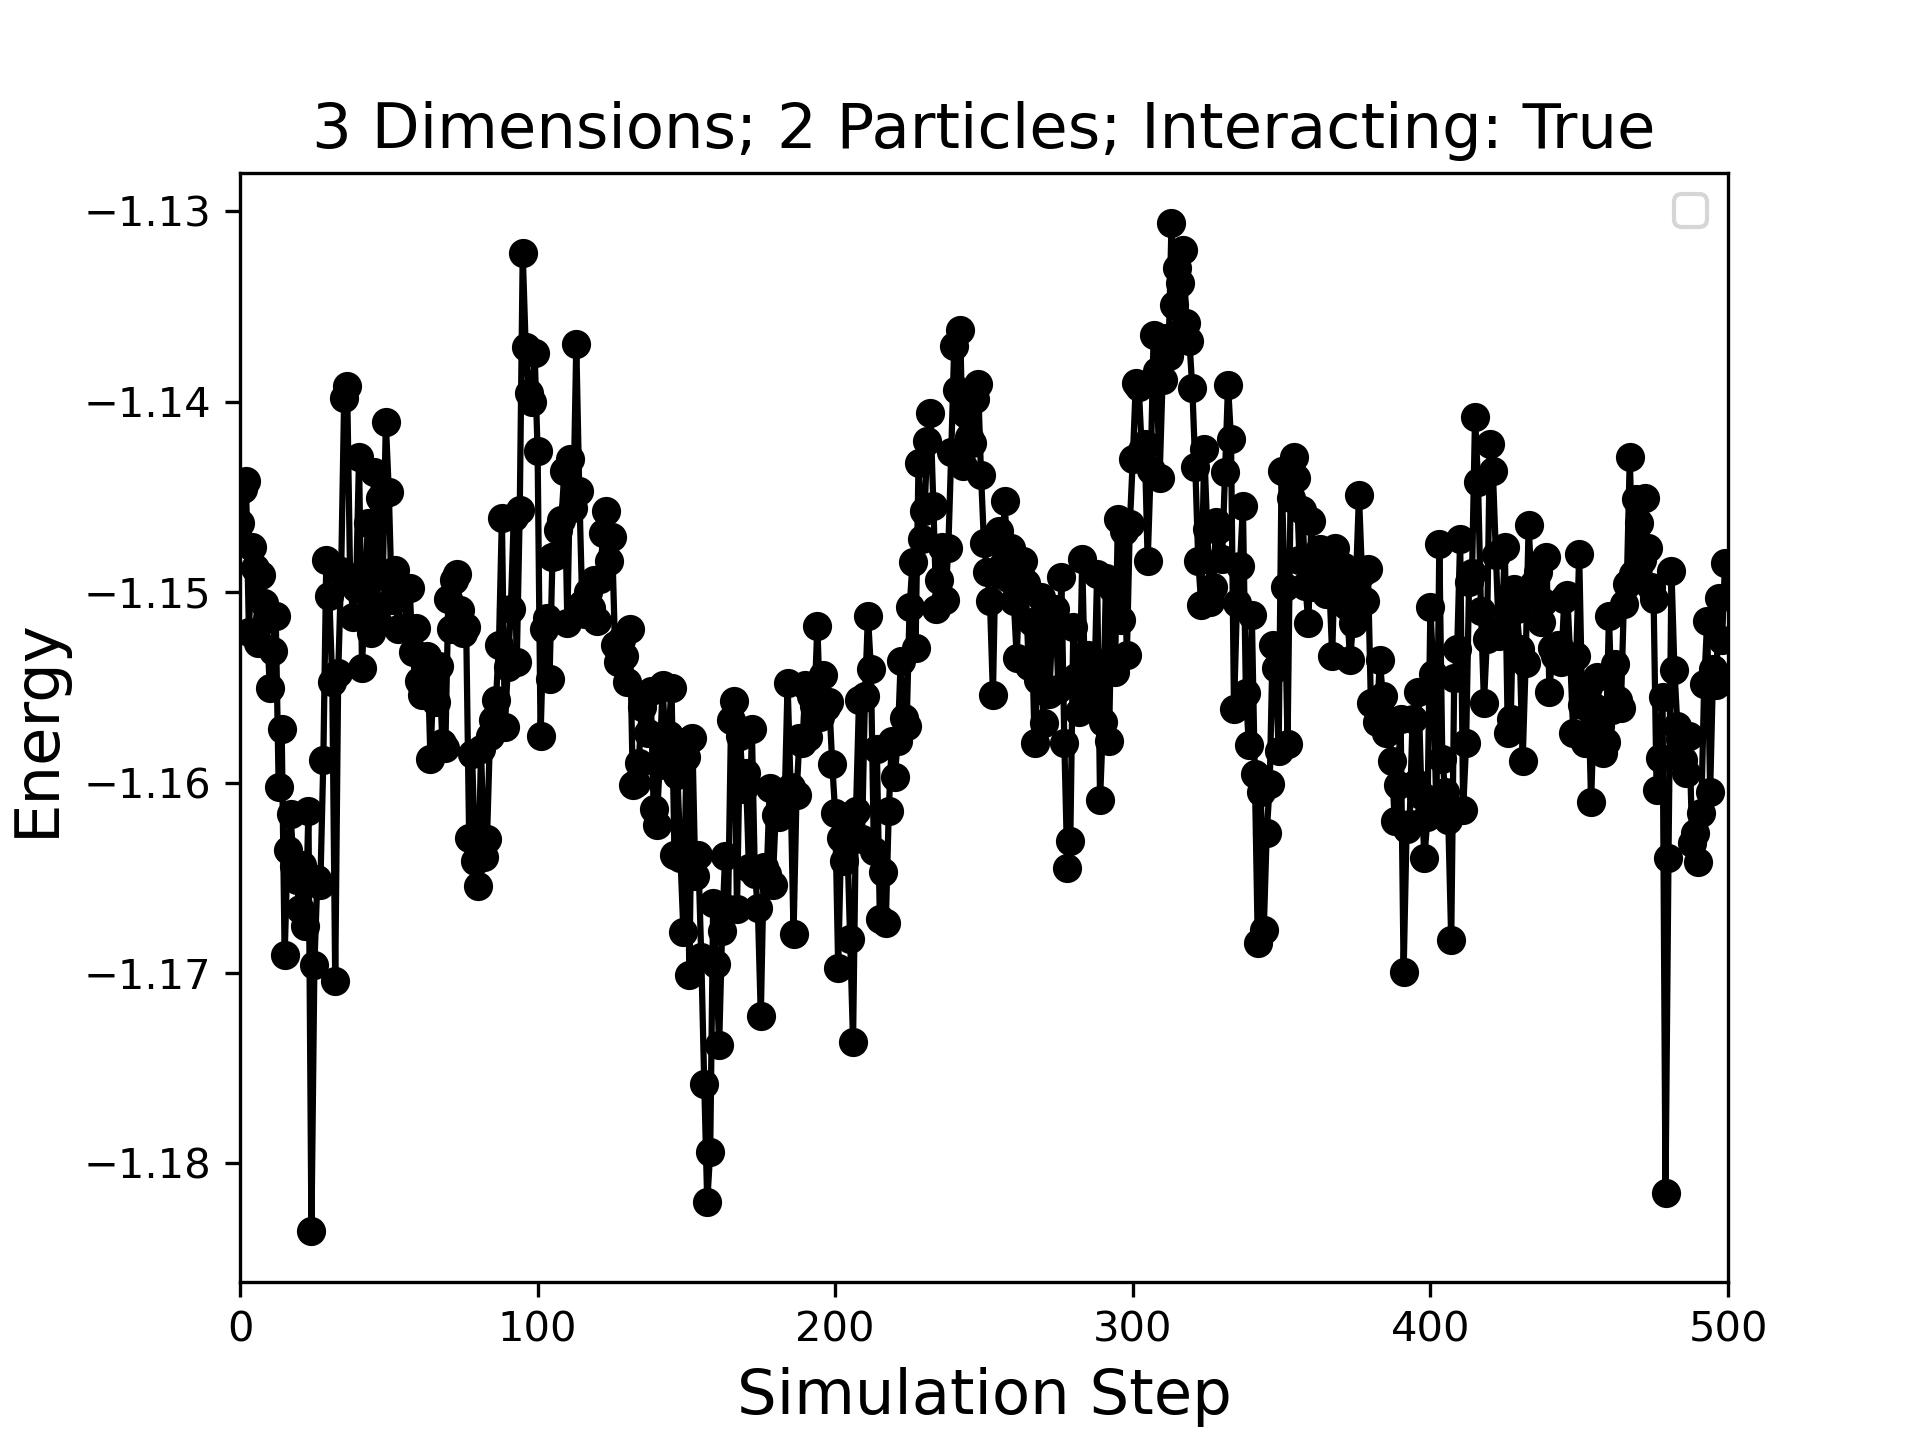 3 Dimensions; 2 Particles; Interacting: True
−1.13
−1.14
−1.15
−1.16
−1.17
−1.18
Energy
0 100 200 300 400 500
Simulation Step